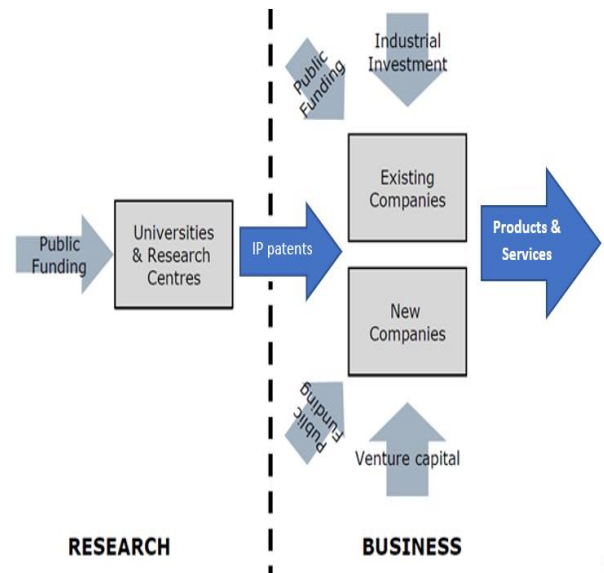 Public
Funding
Industrial
Investment
Existing
Companies
Public
Funding
Universities
& Research
Centres
IP patents
Products &
Services
New
Companies
Public
Funding
Venture capital
RESEARCH
BUSINESS